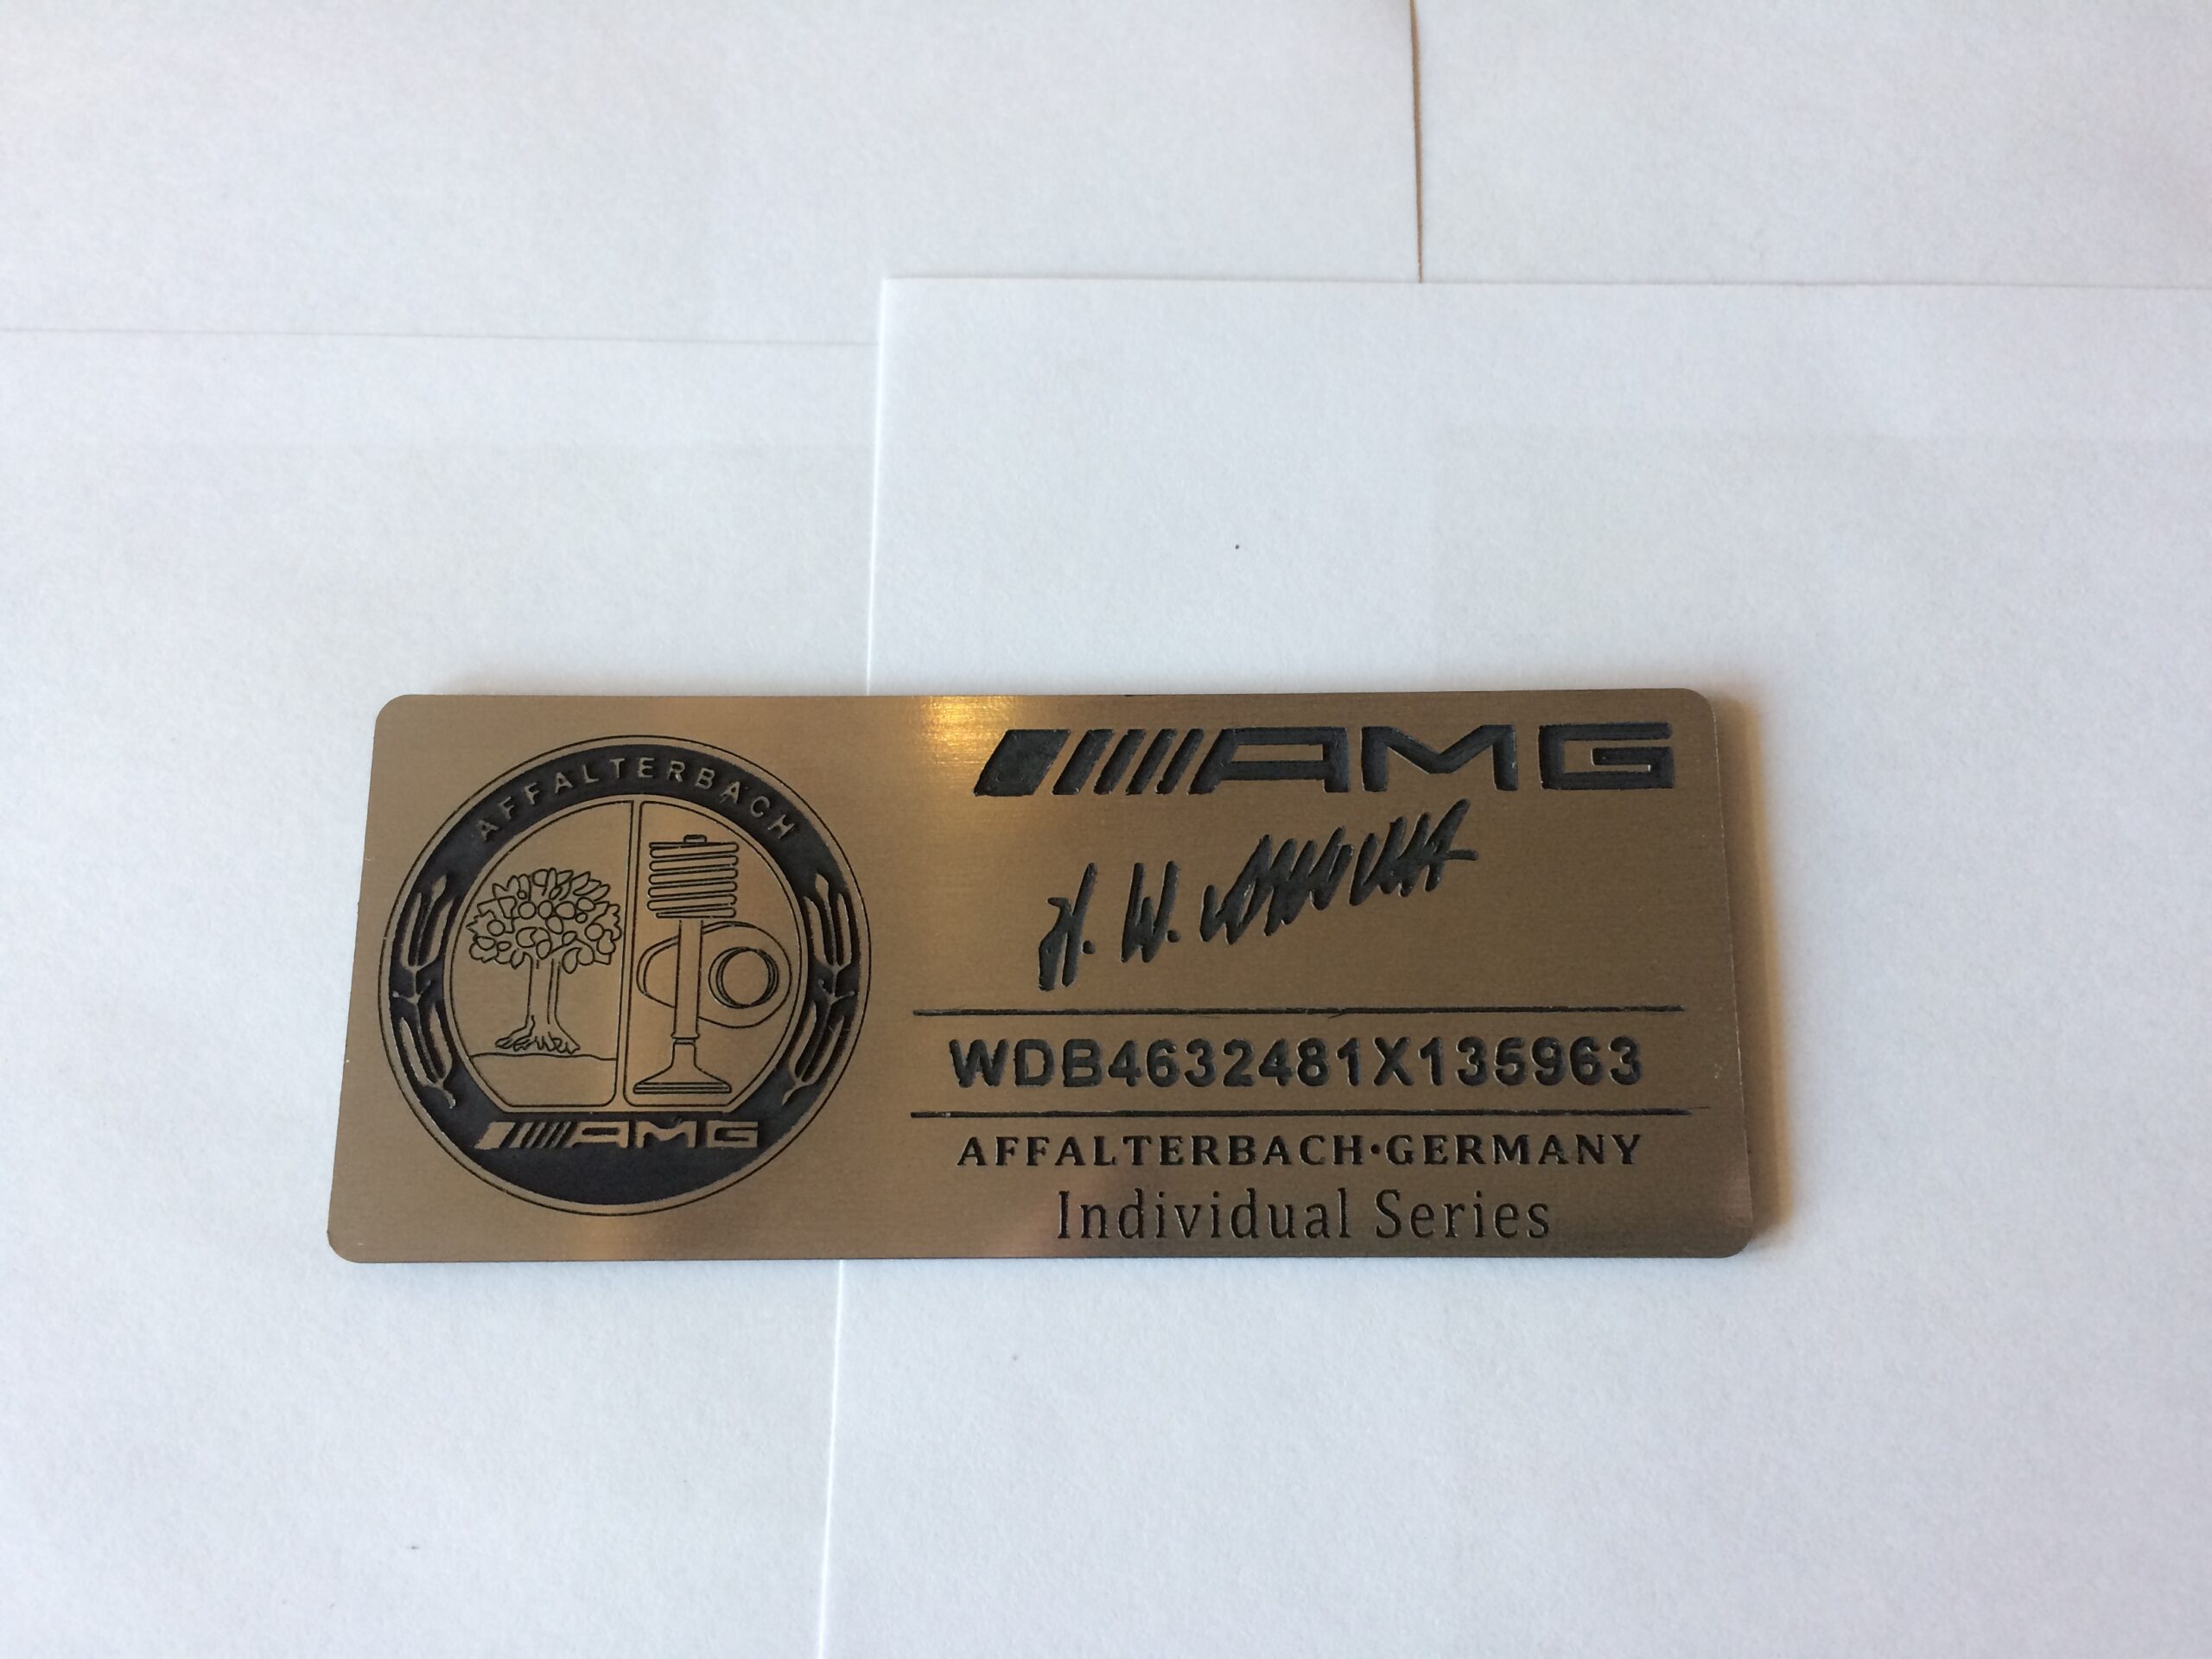 AFFALTERBACH
AMG
AMG
H. W.
WDB4632481X135963
AFFALTERBACH·GERMANY
Individual Series